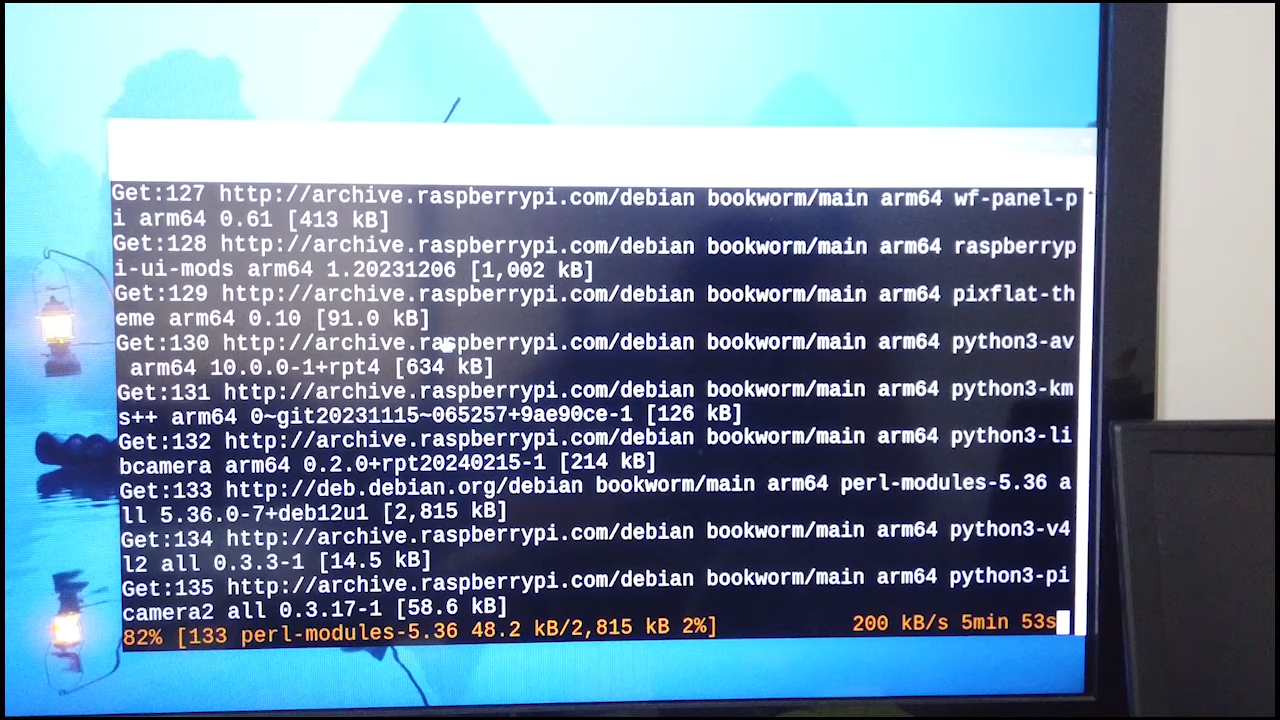 Get:127 http://archive.raspberrypi.com/debian bookworm/main arm64 wf-panel-p
i arm64 0.61 [413 kB]
Get:128 http://archive.raspberrypi.com/debian bookworm/main arm64 raspberryp
i-ui-mods arm64 1.20231206 [1,002 kB]
Get:129 http://archive.raspberrypi.com/debian bookworm/main arm64 pixflat-th
eme arm64 0.10 [91.0 kB]
Get:130 http://archive.raspberrypi.com/debian bookworm/main arm64 python3-av
 arm64 10.0.0-1+rpt4 [634 kB]
Get:131 http://archive.raspberrypi.com/debian bookworm/main arm64 python3-km
s++ arm64 0~git20231115~065257+9ae90ce-1 [126 kB]
Get:132 http://archive.raspberrypi.com/debian bookworm/main arm64 python3-li
bcamera arm64 0.2.0+rpt20240215-1 [214 kB]
Get:133 http://deb.debian.org/debian bookworm/main arm64 perl-modules-5.36 a
ll 5.36.0-7+deb12u1 [2,815 kB]
Get:134 http://archive.raspberrypi.com/debian bookworm/main arm64 python3-v4
l2 all 0.3.3-1 [14.5 kB]
Get:135 http://archive.raspberrypi.com/debian bookworm/main arm64 python3-pi
camera2 all 0.3.17-1 [58.6 kB]
82% [133 perl-modules-5.36 48.2 kB/2,815 kB 2%] 200 kB/s 5min 53s